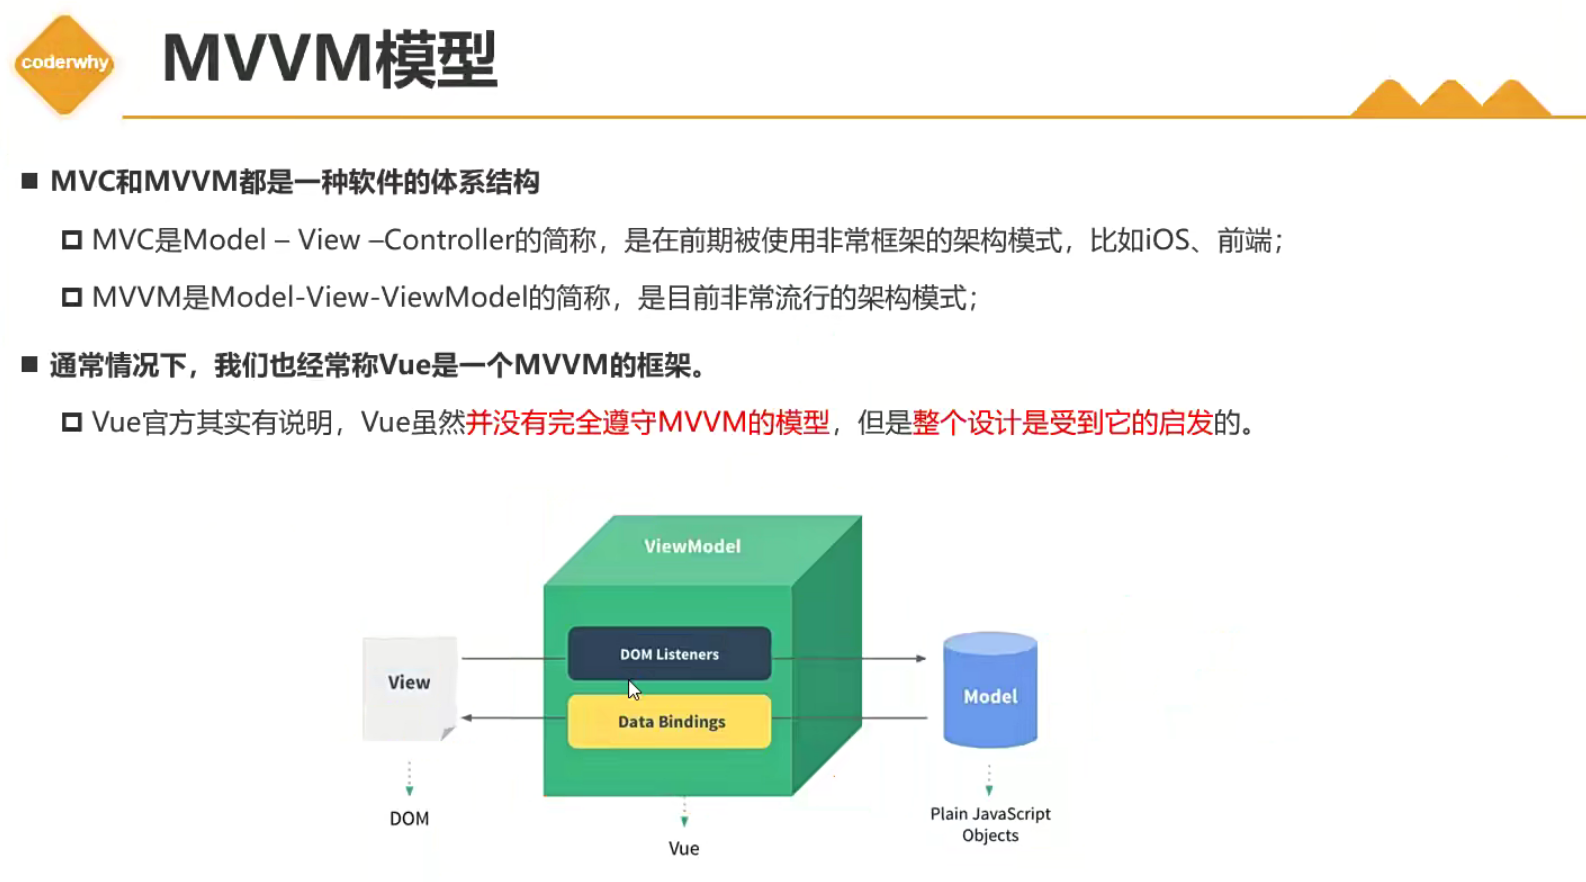 coderwhy
MVVM模型
MVC和MVVM都是一种软件的体系结构
MVC是Model – View –Controller的简称，是在前期被使用非常框架的架构模式，比如iOS、前端；
MVVM是Model-View-ViewModel的简称，是目前非常流行的架构模式；
通常情况下，我们也经常称Vue是一个MVVM的框架。
Vue官方其实有说明，Vue虽然并没有完全遵守MVVM的模型，但是整个设计是受到它的启发的。
ViewModel
DOM Listeners
View
Model
Data Bindings
DOM
Plain JavaScript
Objects
Vue